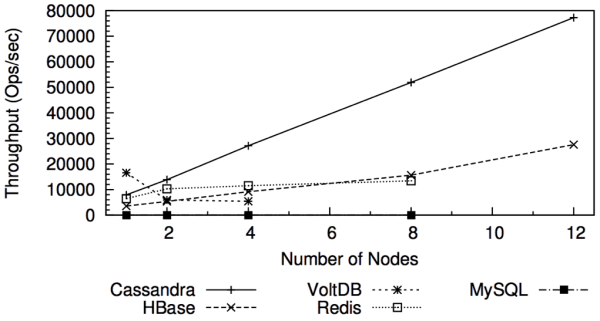 80000
70000
60000
50000
40000
30000
20000
10000
0
Throughput (Ops/sec)
2 4 6 8 10 12
Number of Nodes
Cassandra VoltDB MySQL
HBase Redis